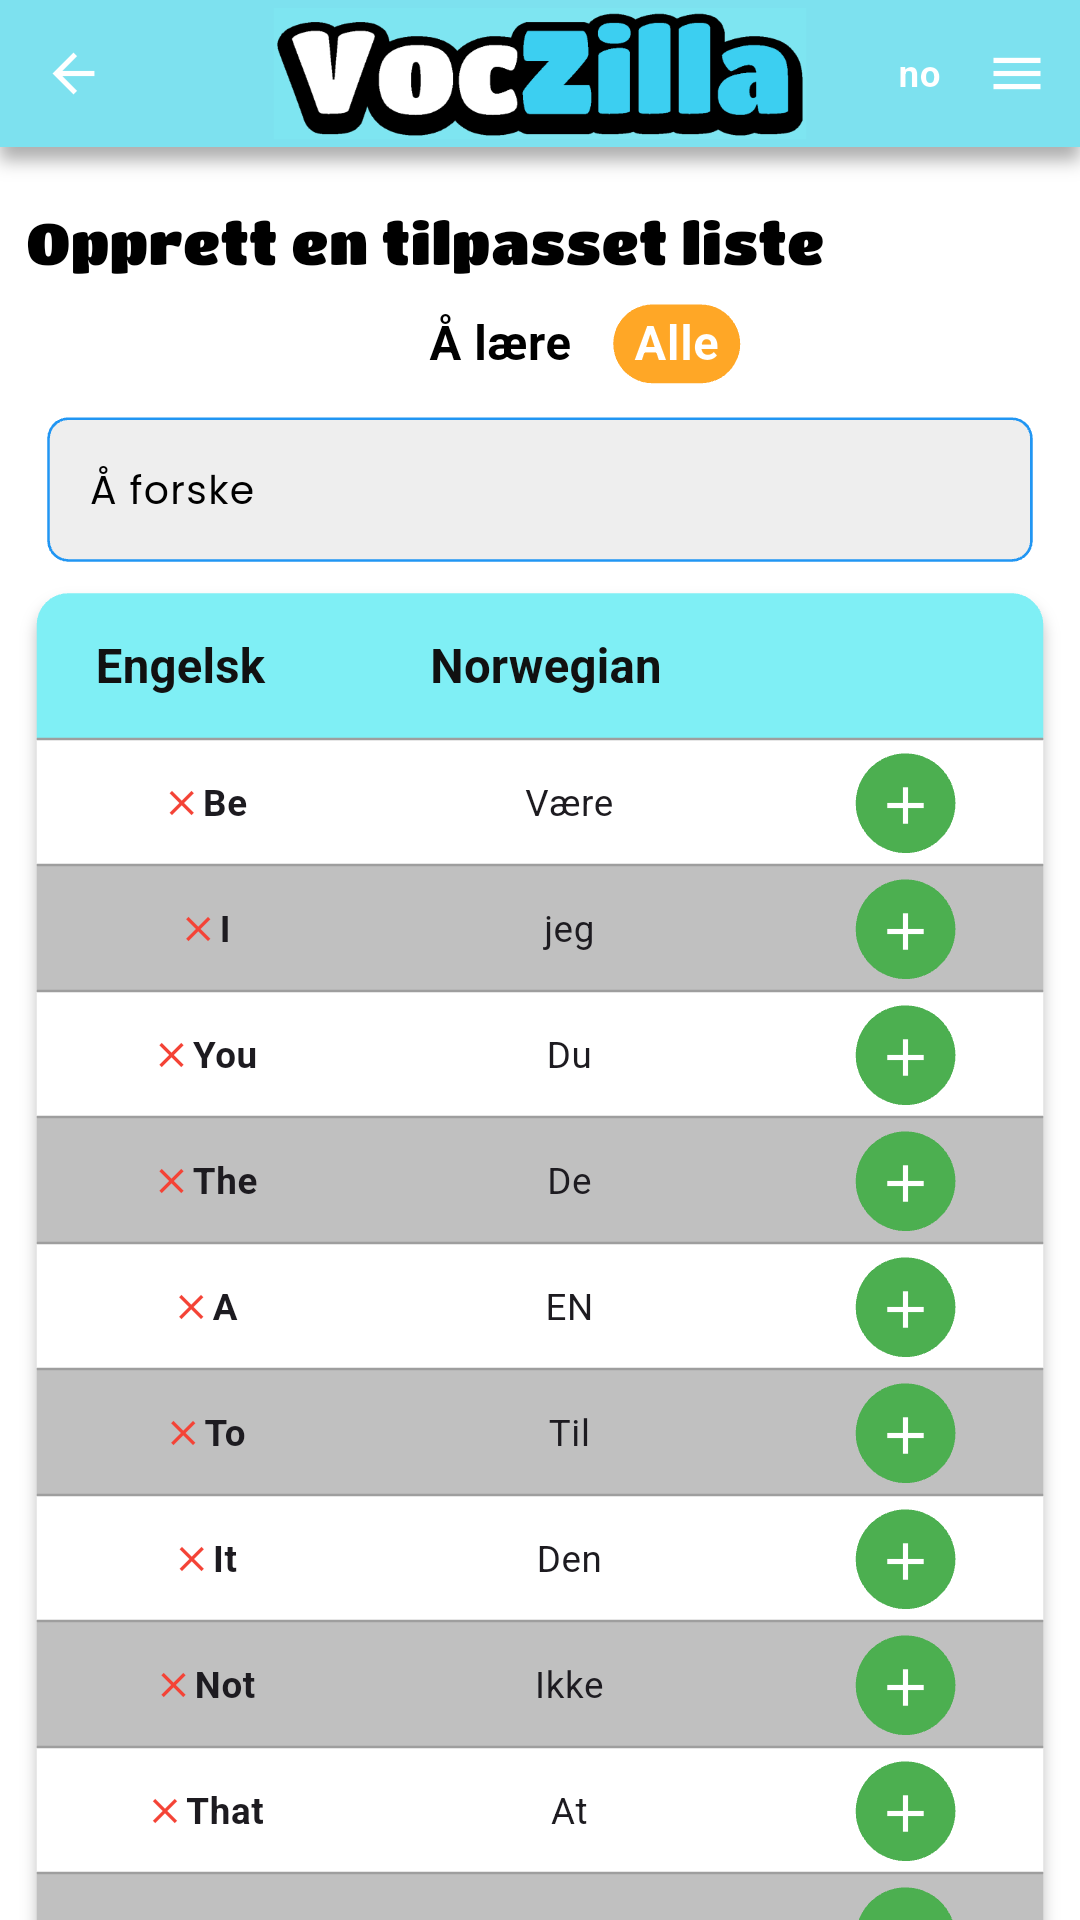 VocZilla
no
Opprett en tilpasset liste
Å lære
Alle
Å forske
Engelsk Norwegian
Be Være
I jeg
You Du
The De
A EN
To Til
It Den
Not Ikke
That At